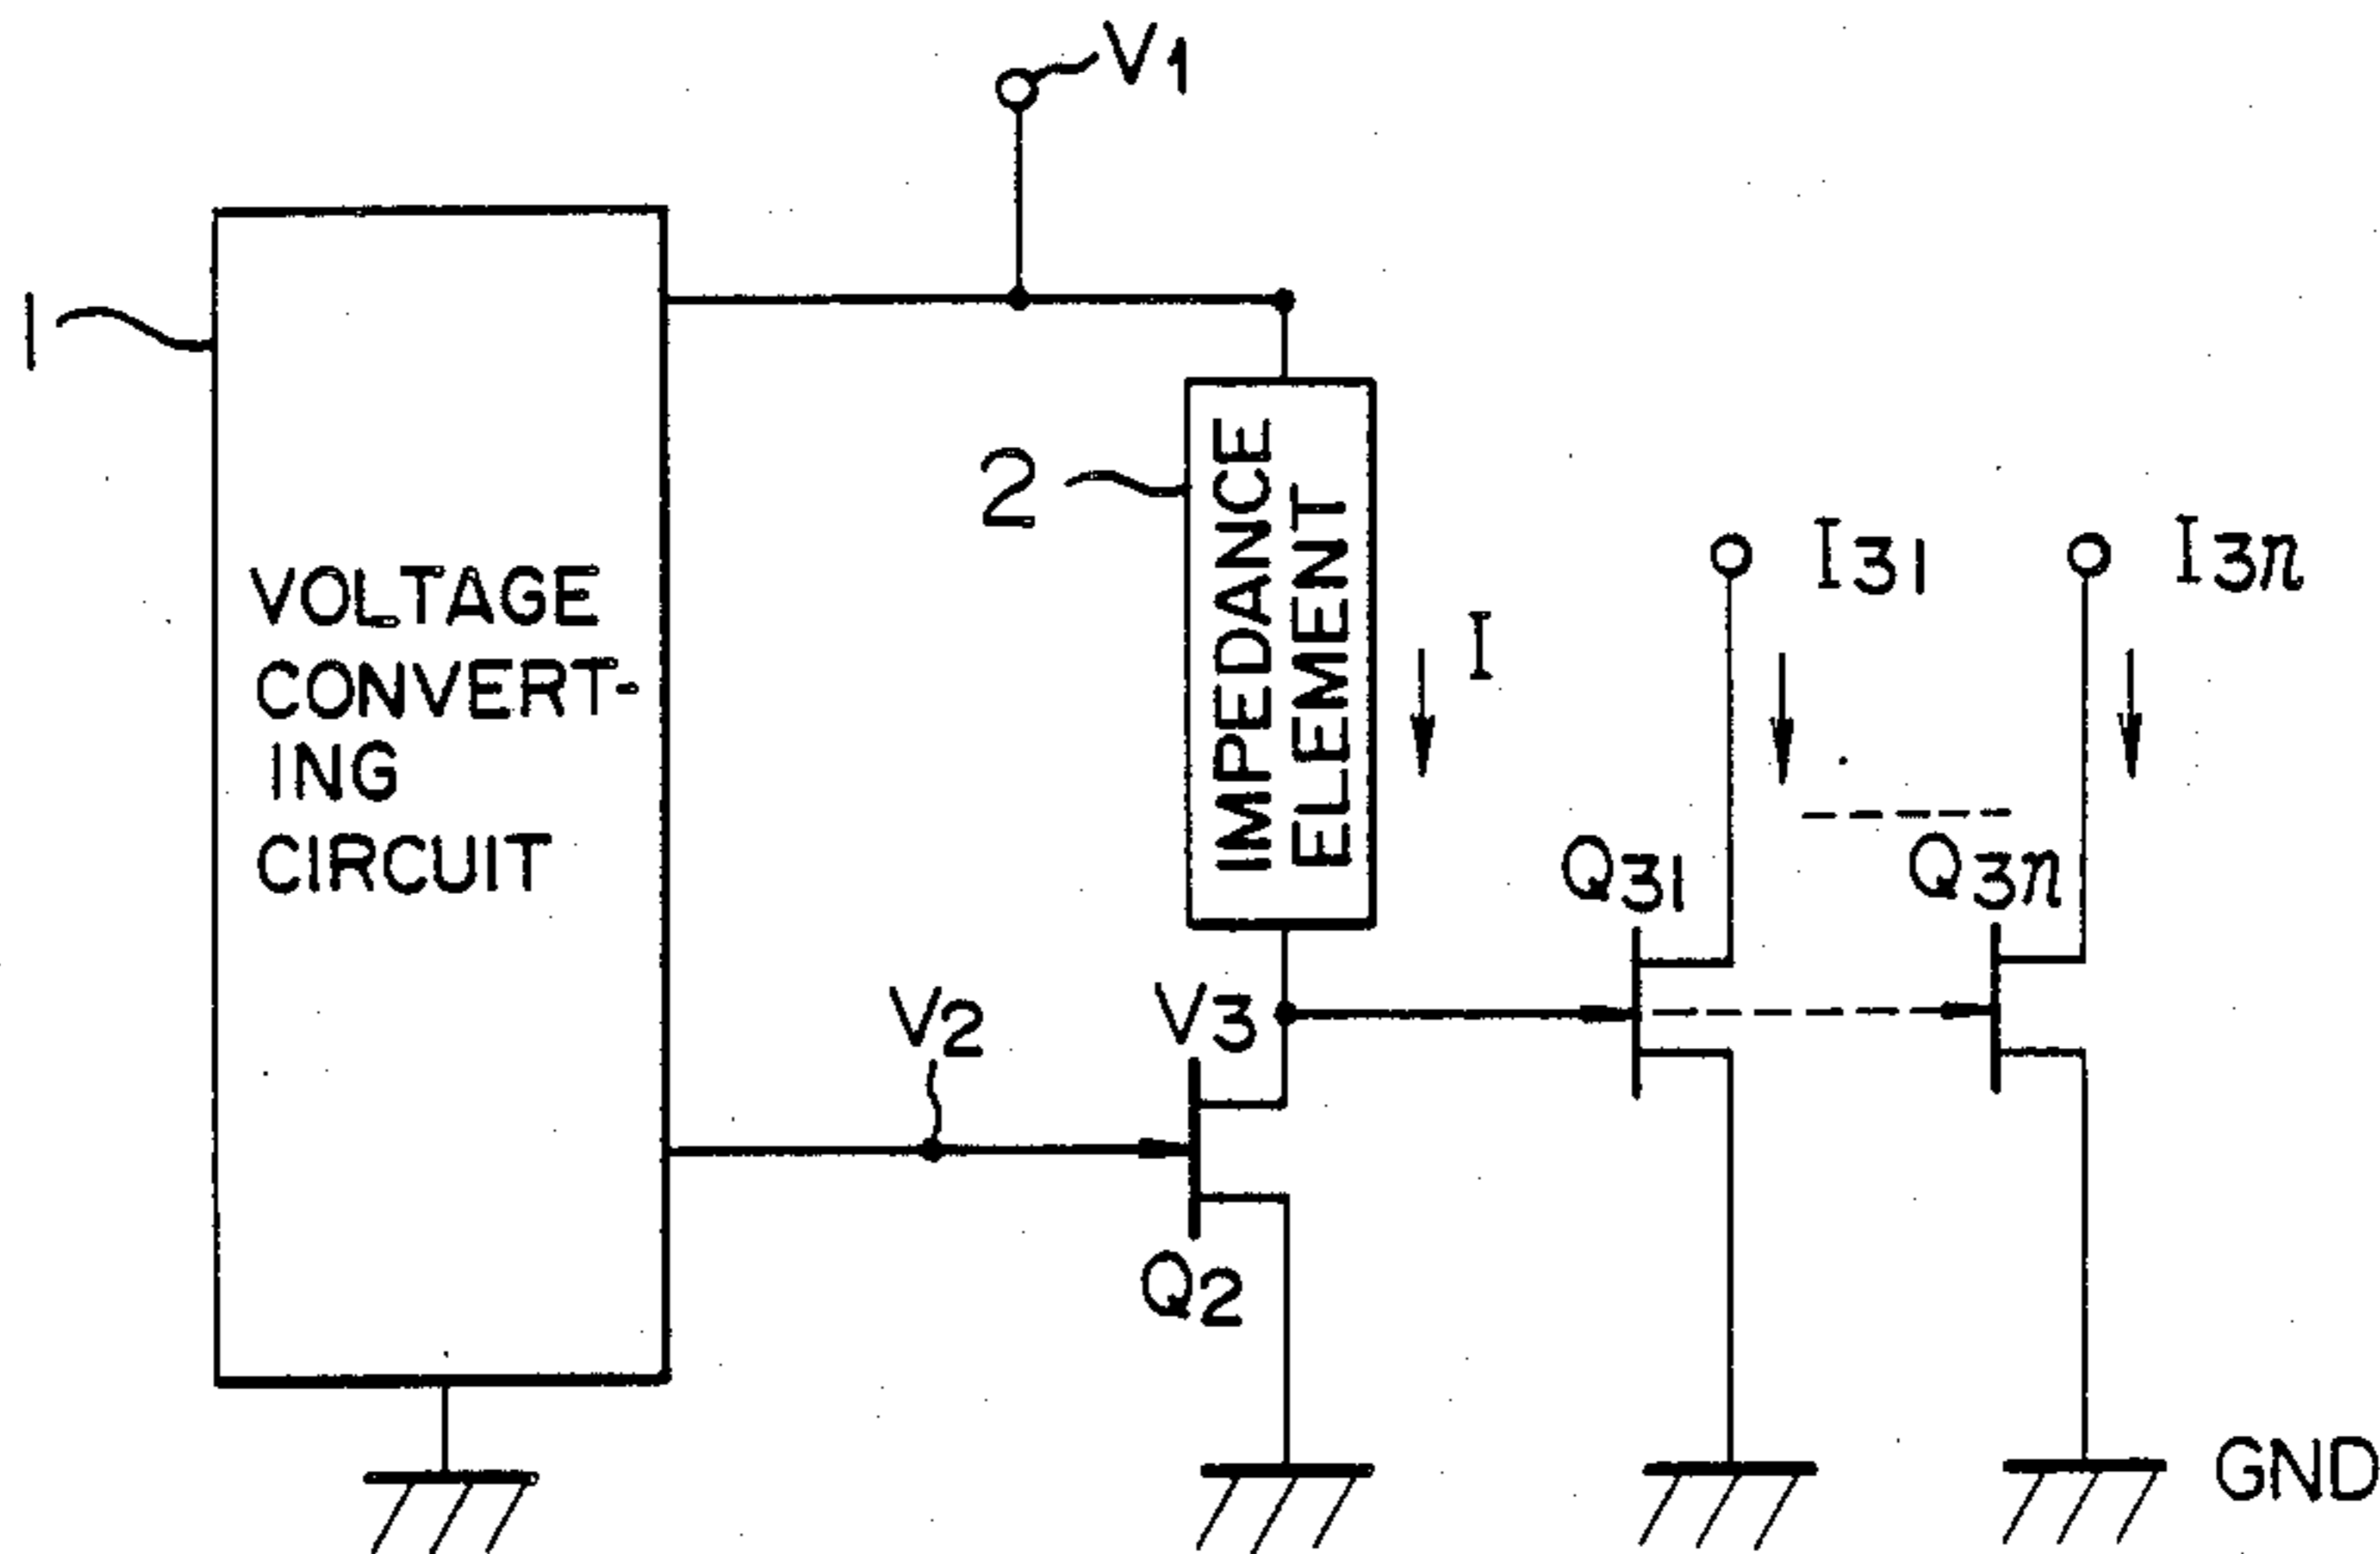 V1
1
VOLTAGE
CONVERT-
ING
CIRCUIT
2
IMPEDANCE
ELEMENT
I
I31
I3n
Q31
Q3n
V2
V3
Q2
GND